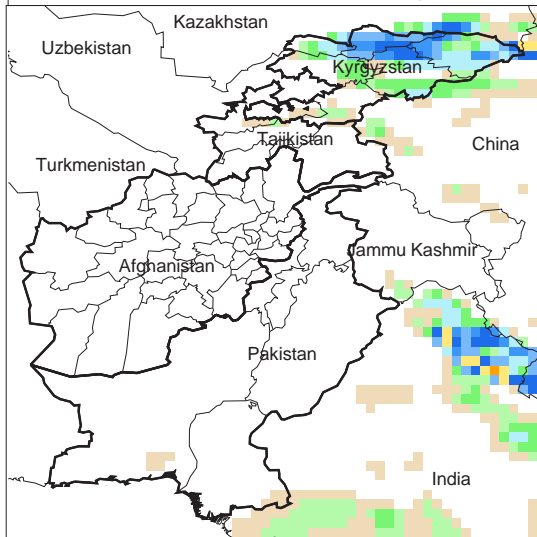 Kazakhstan
Uzbekistan
Kyrgyzstan
Tajikistan
China
Turkmenistan
Jammu Kashmir
Afghanistan
Pakistan
India